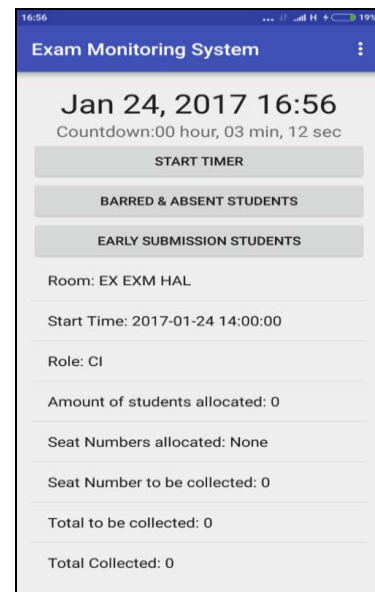 16:56 ... H 19%
Exam Monitoring System
Jan 24, 2017 16:56
Countdown:00 hour, 03 min, 12 sec
START TIMER
BARRED & ABSENT STUDENTS
EARLY SUBMISSION STUDENTS
Room: EX EXM HAL
Start Time: 2017-01-24 14:00:00
Role: CI
Amount of students allocated: 0
Seat Numbers allocated: None
Seat Number to be collected: 0
Total to be collected: 0
Total Collected: 0